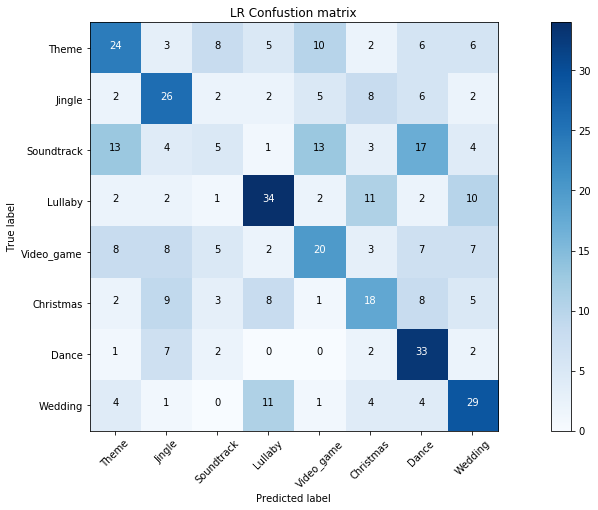 LR Confustion matrix
Theme 24 3 8 5 10 2 6 6
Jingle 2 26 2 2 5 8 6 2
Soundtrack 13 4 5 1 13 3 17 4
Lullaby 2 2 1 34 2 11 2 10
Video_game 8 8 5 2 20 3 7 7
Christmas 2 9 3 8 1 18 8 5
Dance 1 7 2 0 0 2 33 2
Wedding 4 1 0 11 1 4 4 29
True label
Theme Jingle Soundtrack Lullaby Video_game Christmas Dance Wedding
Predicted label
30
25
20
15
10
5
0